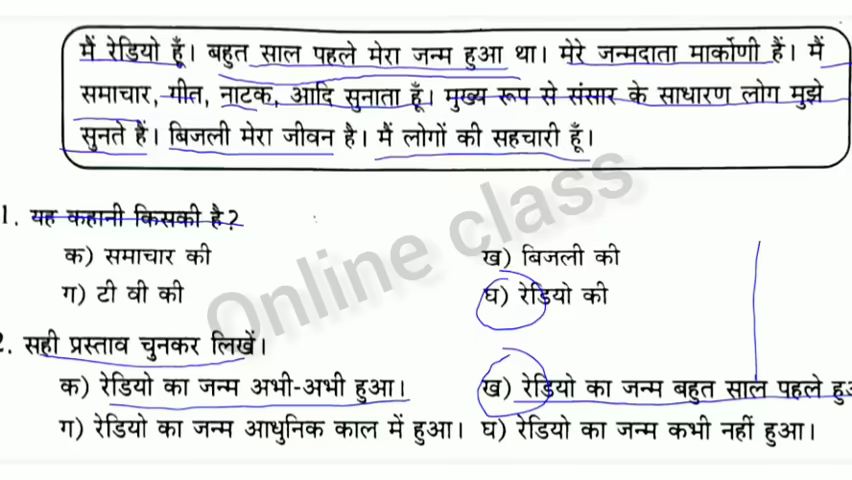 मैं रेडियो हूँ। बहुत साल पहले मेरा जन्म हुआ था। मेरे जन्मदाता मार्कोणी हैं। मैं
समाचार, गीत, नाटक, आदि सुनाता हूँ। मुख्य रूप से संसार के साधारण लोग मुझे
सुनते हैं। बिजली मेरा जीवन है। मैं लोगों की सहचारी हूँ।
1. यह कहानी किसकी है?
क) समाचार की ख) बिजली की
ग) टी वी की घ) रेडियो की
2. सही प्रस्ताव चुनकर लिखें।
क) रेडियो का जन्म अभी-अभी हुआ। ख) रेडियो का जन्म बहुत साल पहले
ग) रेडियो का जन्म आधुनिक काल में हुआ। घ) रेडियो का जन्म कभी नहीं हुआ।
Online class